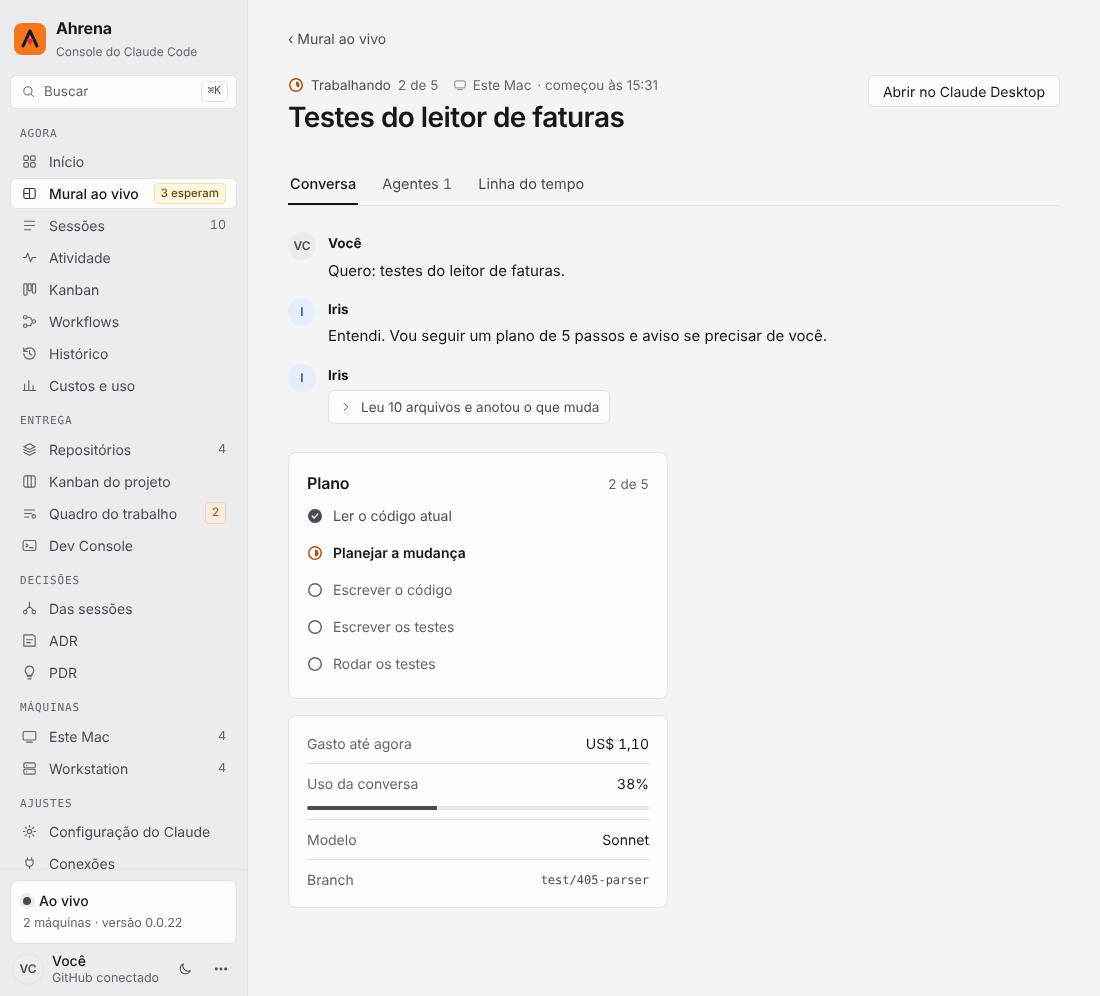 Ahrena
Console do Claude Code
Buscar
⌘K
AGORA
Início
Mural ao vivo
3 esperam
Sessões
10
Atividade
Kanban
Workflows
Histórico
Custos e uso
ENTREGA
Repositórios
4
Kanban do projeto
Quadro do trabalho
2
Dev Console
DECISÕES
Das sessões
ADR
PDR
MÁQUINAS
Este Mac
4
Workstation
4
AJUSTES
Configuração do Claude
Conexões
Ao vivo
2 máquinas · versão 0.0.22
VC
Você
GitHub conectado
‹ Mural ao vivo
Trabalhando 2 de 5 Este Mac · começou às 15:31
Abrir no Claude Desktop
Testes do leitor de faturas
Conversa
Agentes 1
Linha do tempo
VC
Você
Quero: testes do leitor de faturas.
I
Iris
Entendi. Vou seguir um plano de 5 passos e aviso se precisar de você.
I
Iris
Leu 10 arquivos e anotou o que muda
Plano
2 de 5
Ler o código atual
Planejar a mudança
Escrever o código
Escrever os testes
Rodar os testes
Gasto até agora
US$ 1,10
Uso da conversa
38%
Modelo
Sonnet
Branch
test/405-parser